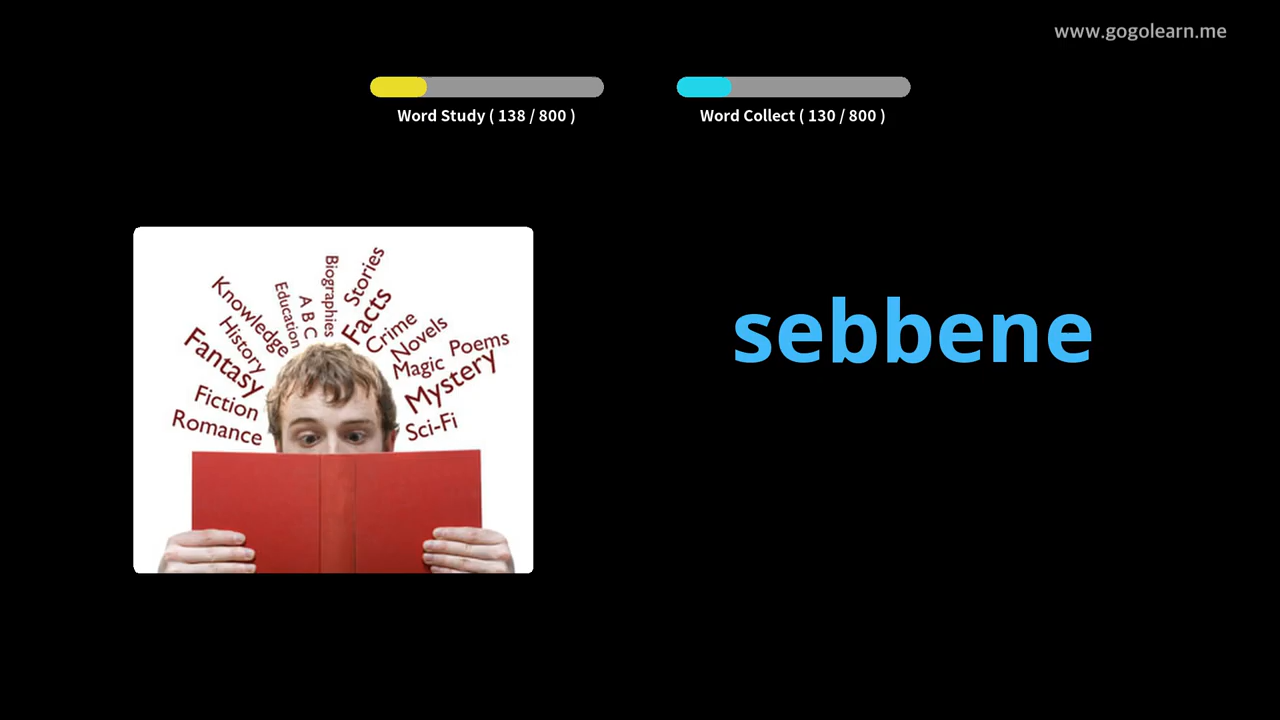 www.gogolearn.me
Word Study ( 138 / 800 )
Word Collect ( 130 / 800 )
Biographies
Stories
Education
A B C
Facts
Knowledge
Crime
History
Novels
Poems
Fantasy
Magic
Mystery
Fiction
Romance
Sci-Fi
sebbene